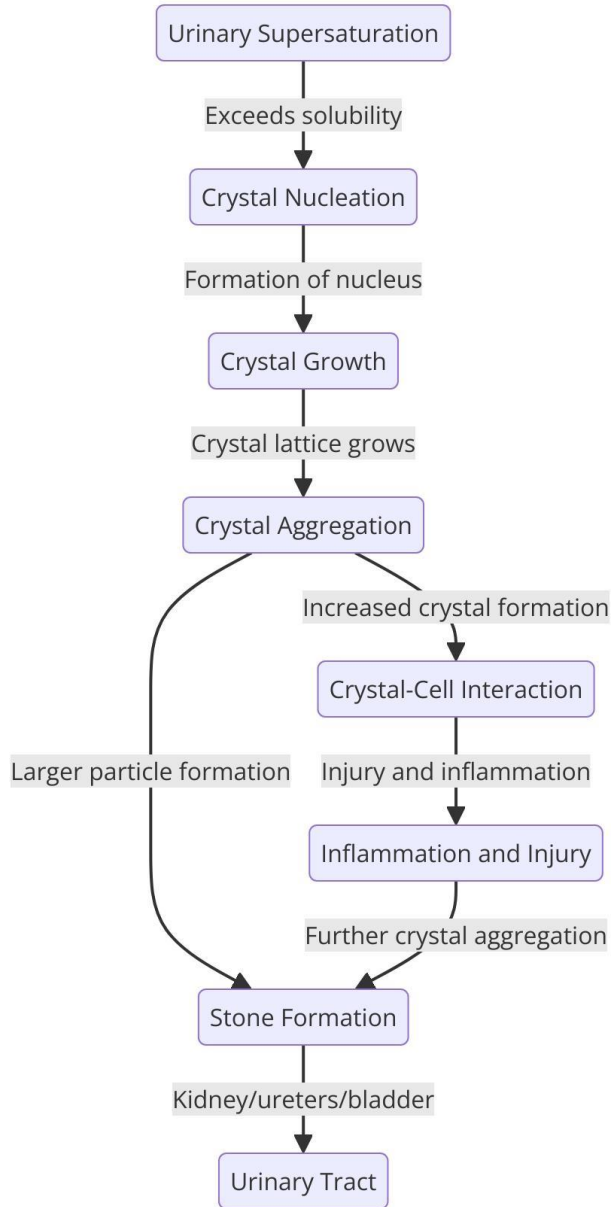 Urinary Supersaturation
Exceeds solubility
Crystal Nucleation
Formation of nucleus
Crystal Growth
Crystal lattice grows
Crystal Aggregation
Increased crystal formation
Crystal-Cell Interaction
Larger particle formation
Injury and inflammation
Inflammation and Injury
Further crystal aggregation
Stone Formation
Kidney/ureters/bladder
Urinary Tract